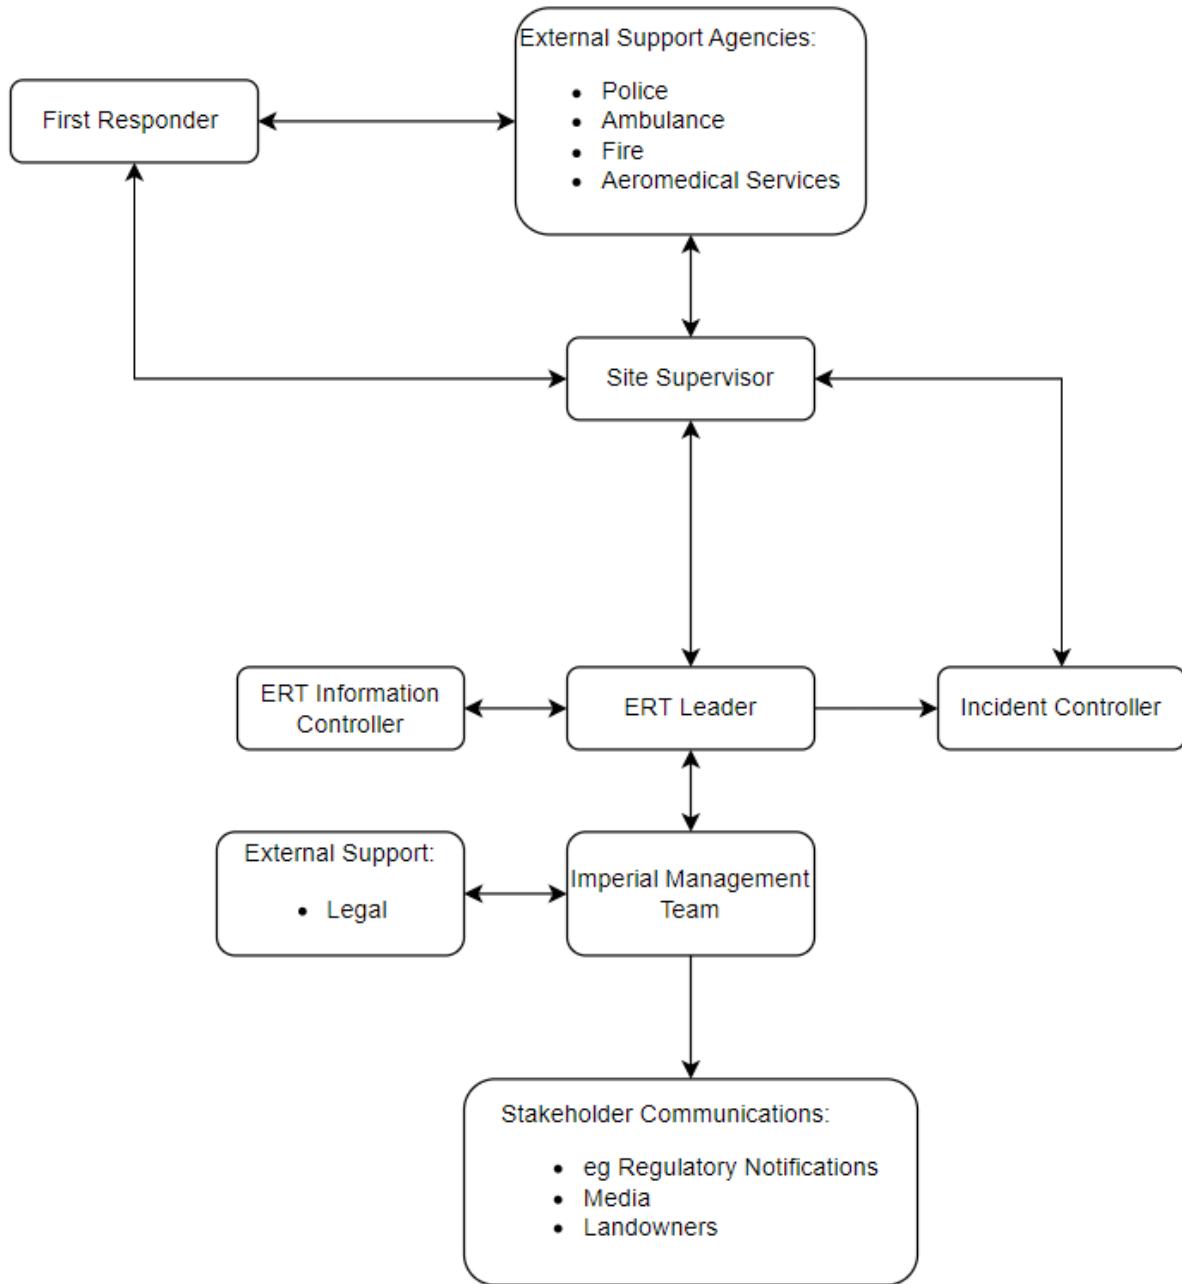 External Support Agencies:
• Police
• Ambulance
• Fire
• Aeromedical Services
First Responder
Site Supervisor
ERT Information
Controller
ERT Leader
Incident Controller
External Support:
• Legal
Imperial Management
Team
Stakeholder Communications:
• eg Regulatory Notifications
• Media
• Landowners